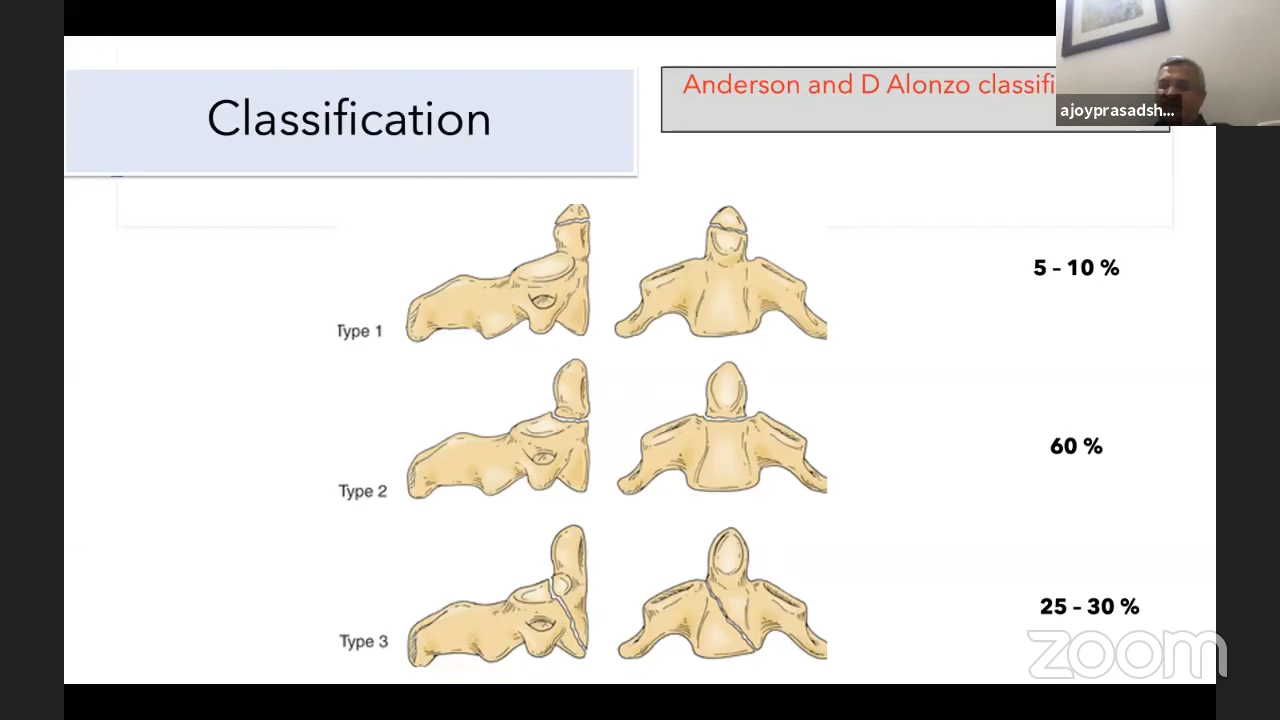 Classification
Anderson and D Alonzo classifi
ajoyprasadsh...
Type 1
5 – 10 %
Type 2
60 %
Type 3
25 – 30 %
zoom